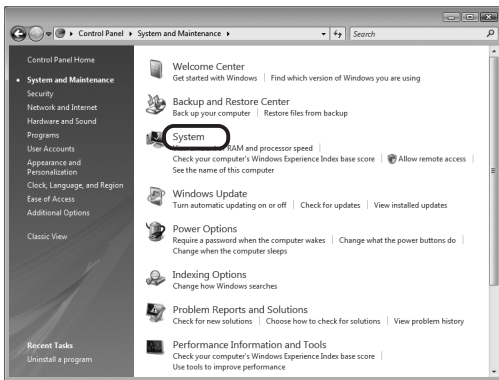 Control Panel ▸ System and Maintenance ▸
Search
Control Panel Home
System and Maintenance
Security
Network and Internet
Hardware and Sound
Programs
User Accounts
Appearance and
Personalization
Clock, Language, and Region
Ease of Access
Additional Options
Classic View
Recent Tasks
Uninstall a program
Welcome Center
Get started with Windows | Find which version of Windows you are using
Backup and Restore Center
Back up your computer | Restore files from backup
System
RAM and processor speed |
Check your computer's Windows Experience Index base score | Allow remote access |
See the name of this computer
Windows Update
Turn automatic updating on or off | Check for updates | View installed updates
Power Options
Require a password when the computer wakes | Change what the power buttons do |
Change when the computer sleeps
Indexing Options
Change how Windows searches
Problem Reports and Solutions
Check for new solutions | Choose how to check for solutions | View problem history
Performance Information and Tools
Check your computer's Windows Experience Index base score |
Use tools to improve performance